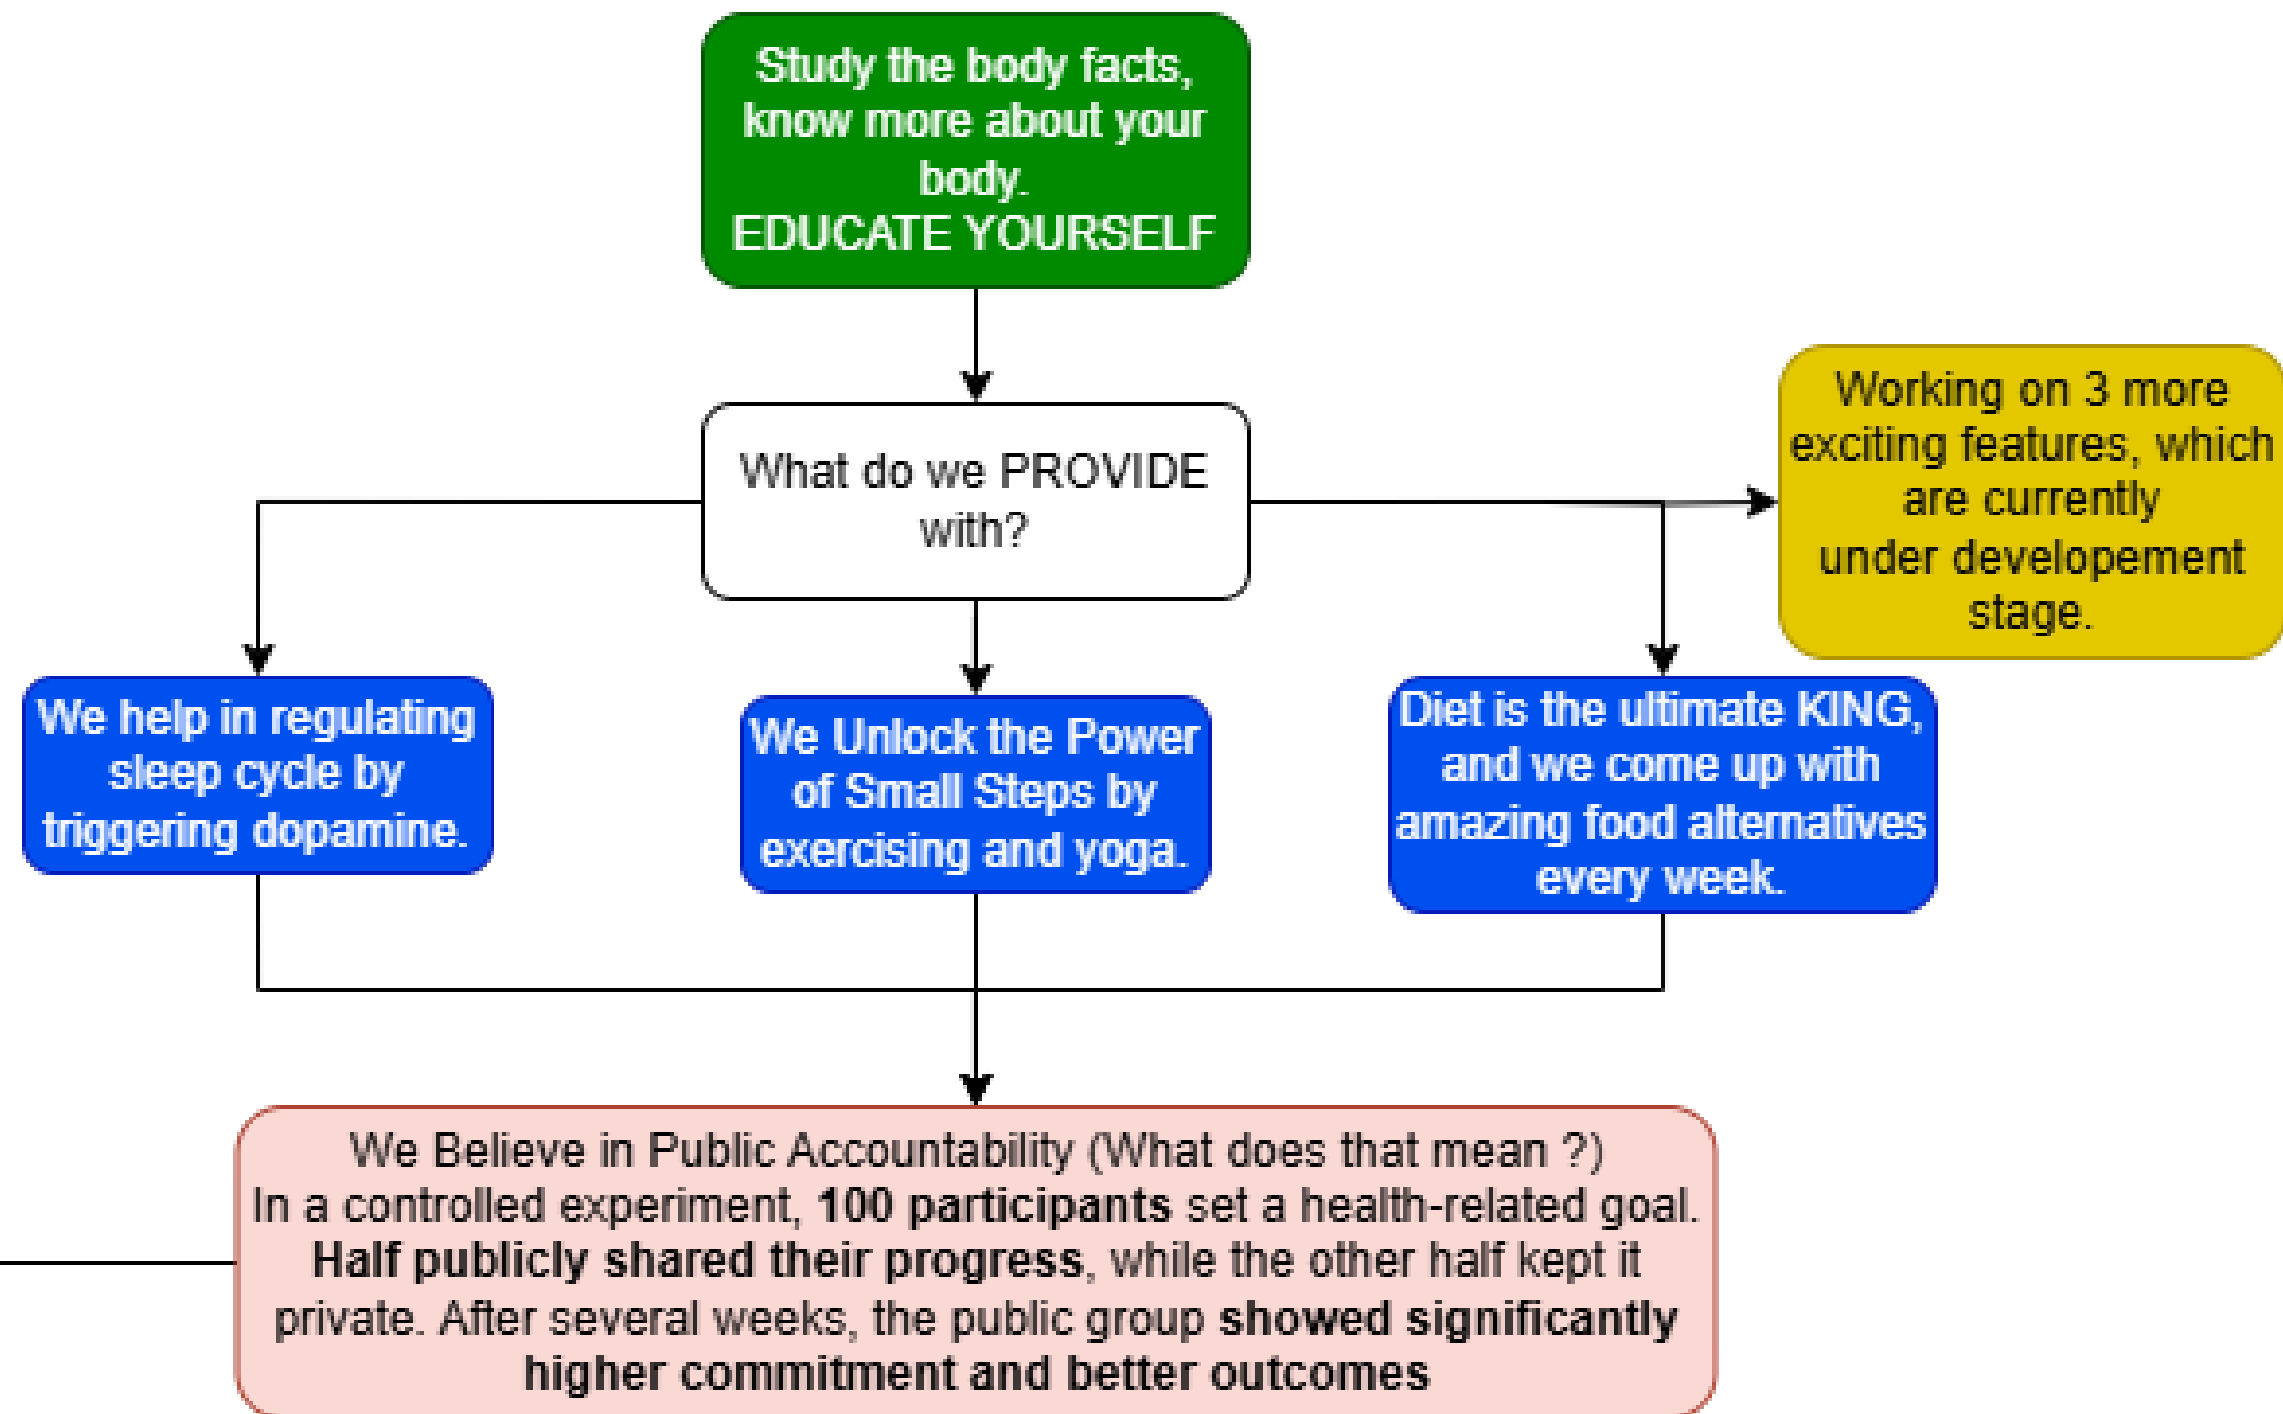 Study the body facts,
know more about your
body.
EDUCATE YOURSELF
What do we PROVIDE
with?
Working on 3 more
exciting features, which
are currently
under developement
stage.
We help in regulating
sleep cycle by
triggering dopamine.
We Unlock the Power
of Small Steps by
exercising and yoga.
Diet is the ultimate KING,
and we come up with
amazing food alternatives
every week.
We Believe in Public Accountability (What does that mean ?)
In a controlled experiment, 100 participants set a health-related goal.
Half publicly shared their progress, while the other half kept it
private. After several weeks, the public group showed significantly
higher commitment and better outcomes